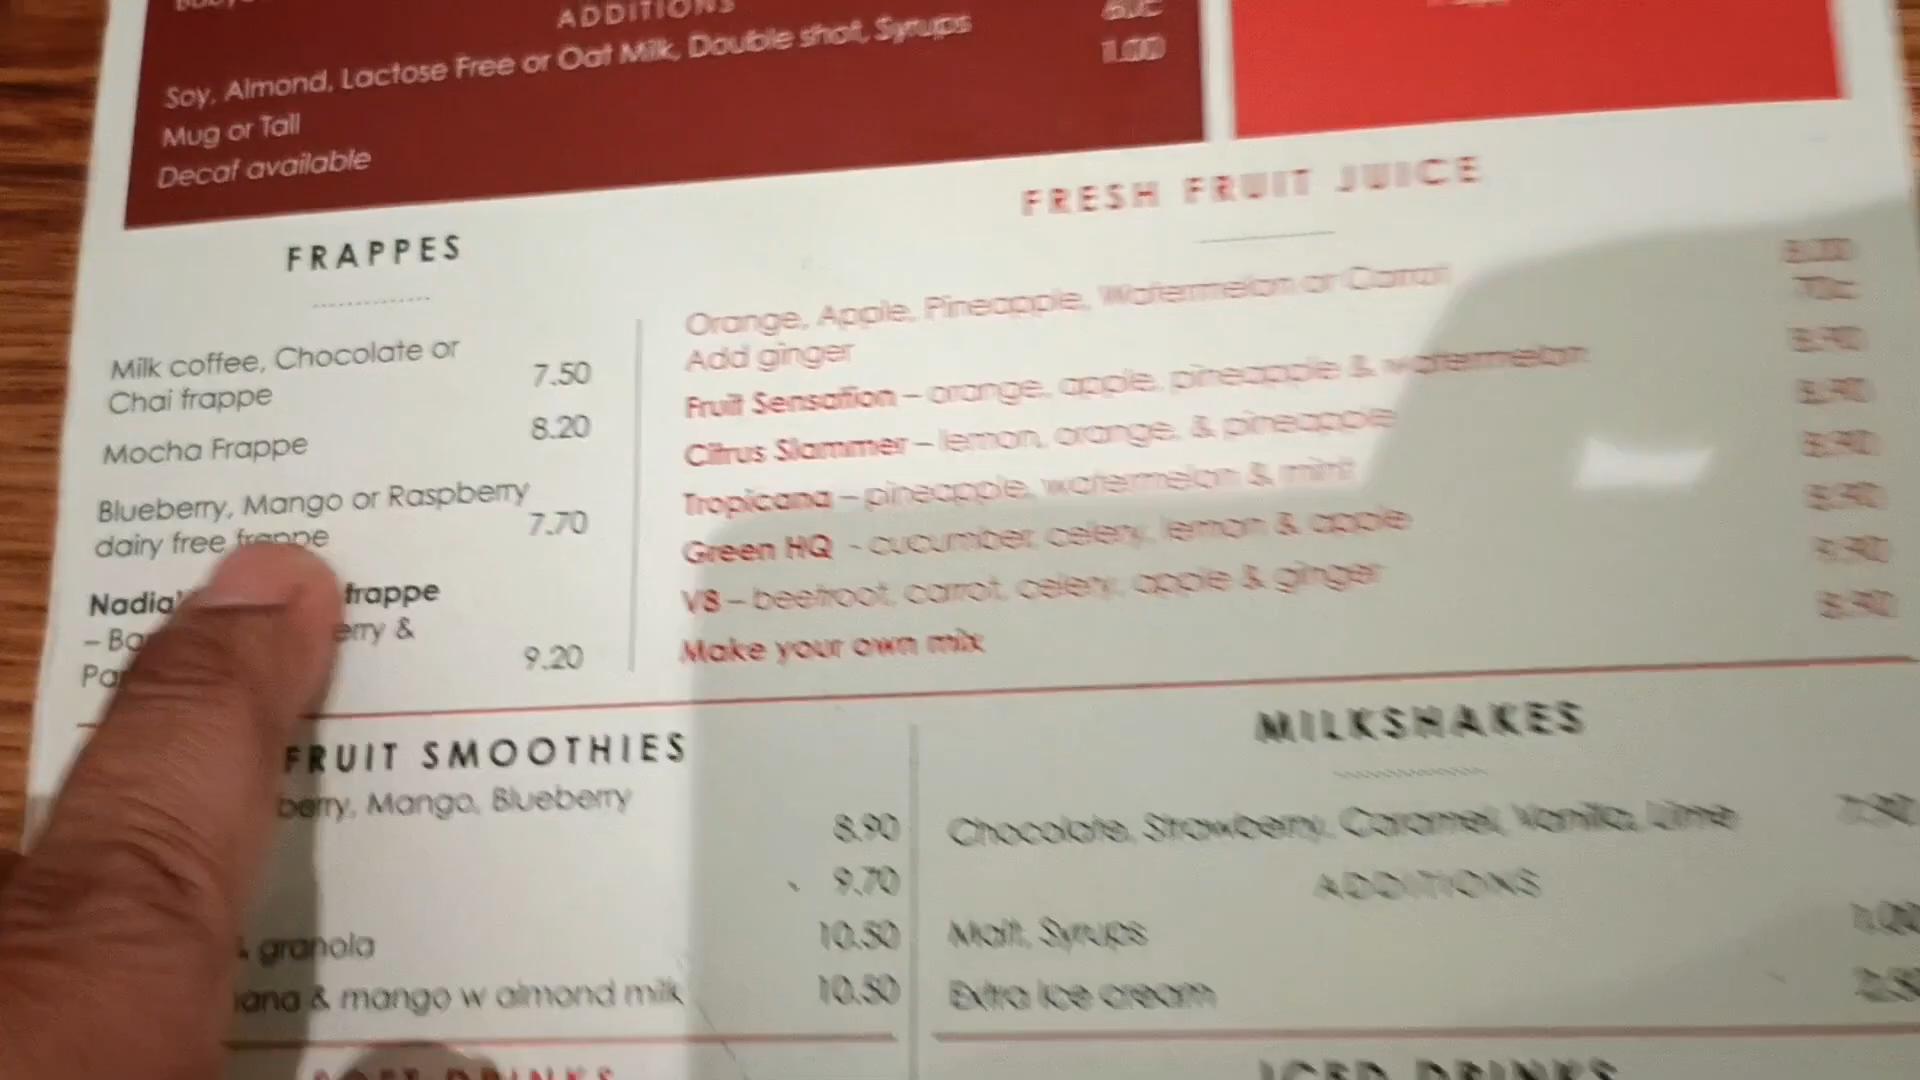 ADDITIONS
Soy, Almond, Lactose Free or Oat Milk, Double shot, Syrups
1.00
Mug or Tall
Decaf available
FRAPPES
Milk coffee, Chocolate or
Chai frappe 7.50
Mocha Frappe 8.20
Blueberry, Mango or Raspberry
dairy free frappe 7.70
frappe
9.20
FRESH FRUIT JUICE
Orange, Apple, Pineapple, Watermelon or Carrot
Add ginger
Fruit Sensation – orange, apple, pineapple & watermelon
Citrus Slammer – lemon, orange, & pineapple
Tropicana – pineapple, watermelon & mint
Green HQ - cucumber, celery, lemon & apple
V8 – beetroot, carrot, celery, apple & ginger
Make your own mix
FRUIT SMOOTHIES
Mango, Blueberry
8.90
9.70
granola 10.50
& mango w almond milk 10.50
MILKSHAKES
Chocolate, Strawberry, Caramel, Vanilla, Lime
ADDITIONS
Malt, Syrups
Extra Ice cream
ICED DRINKS